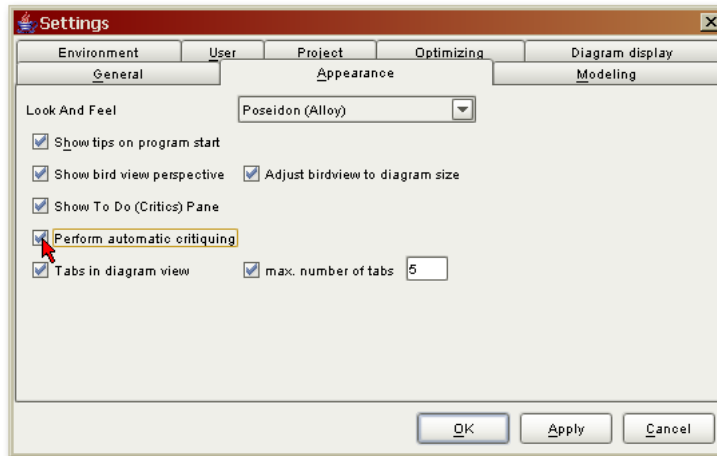 Settings
Environment User Project Optimizing Diagram display
General Appearance Modeling
Look And Feel Poseidon (Alloy)
Show tips on program start
Show bird view perspective Adjust birdview to diagram size
Show To Do (Critics) Pane
Perform automatic critiquing
Tabs in diagram view max. number of tabs 5
OK Apply Cancel